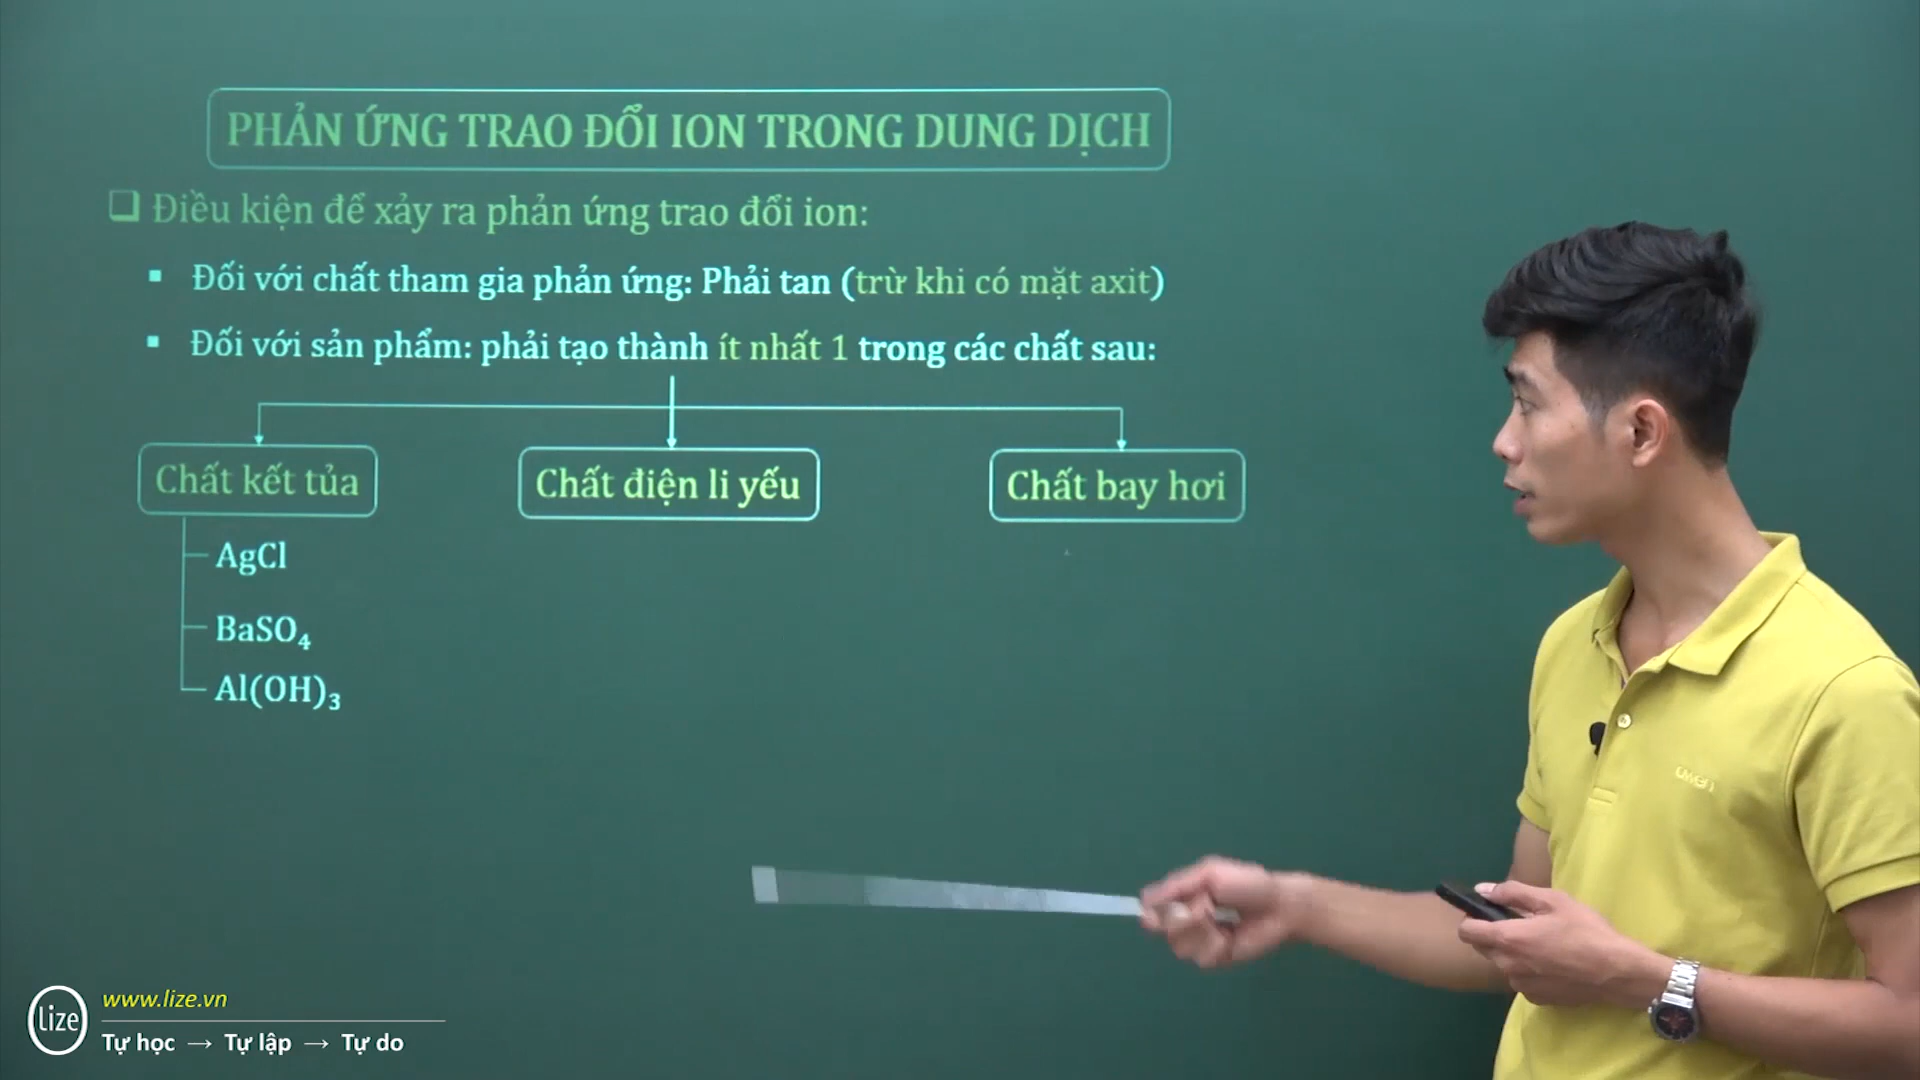 PHẢN ỨNG TRAO ĐỔI ION TRONG DUNG DỊCH
Điều kiện để xảy ra phản ứng trao đổi ion:
Đối với chất tham gia phản ứng: Phải tan (trừ khi có mặt axit)
Đối với sản phẩm: phải tạo thành ít nhất 1 trong các chất sau:
Chất kết tủa
Chất điện li yếu
Chất bay hơi
AgCl
BaSO₄
Al(OH)₃
owen
lize
www.lize.vn
Tự học → Tự lập → Tự do